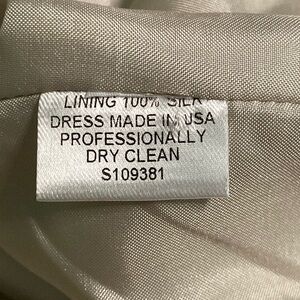 LINING 100% SILK
DRESS MADE IN USA
PROFESSIONALLY
DRY CLEAN
S109381